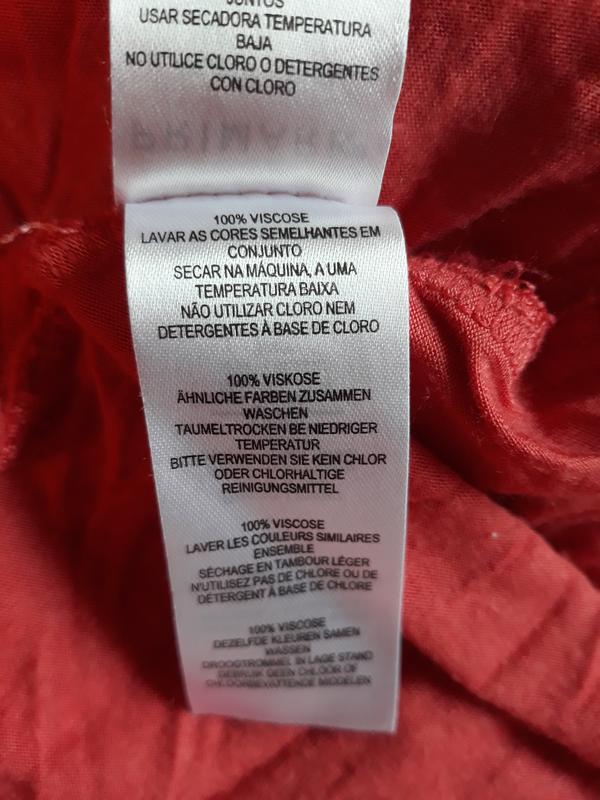 JUNTOS
USAR SECADORA TEMPERATURA
BAJA
NO UTILICE CLORO O DETERGENTES
CON CLORO
PRIMARK
100% VISCOSE
LAVAR AS CORES SEMELHANTES EM
CONJUNTO
SECAR NA MÁQUINA, A UMA
TEMPERATURA BAIXA
NÃO UTILIZAR CLORO NEM
DETERGENTES À BASE DE CLORO
100% VISKOSE
ÄHNLICHE FARBEN ZUSAMMEN
WASCHEN
TAUMELTROCKEN BE NIEDRIGER
TEMPERATUR
BITTE VERWENDEN SIE KEIN CHLOR
ODER CHLORHALTIGE
REINIGUNGSMITTEL
100% VISCOSE
LAVER LES COULEURS SIMILAIRES
ENSEMBLE
SÉCHAGE EN TAMBOUR LÉGER
N'UTILISEZ PAS DE CHLORE OU DE
DÉTERGENT À BASE DE CHLORE
100% VISCOSE
DEZELFDE KLEUREN SAMEN
WASSEN
DROOGTROMMEL IN LAGE STAND
GEBRUIK GEEN CHLOOR OF
CHLOORBEVATTENDE MIDDELEN